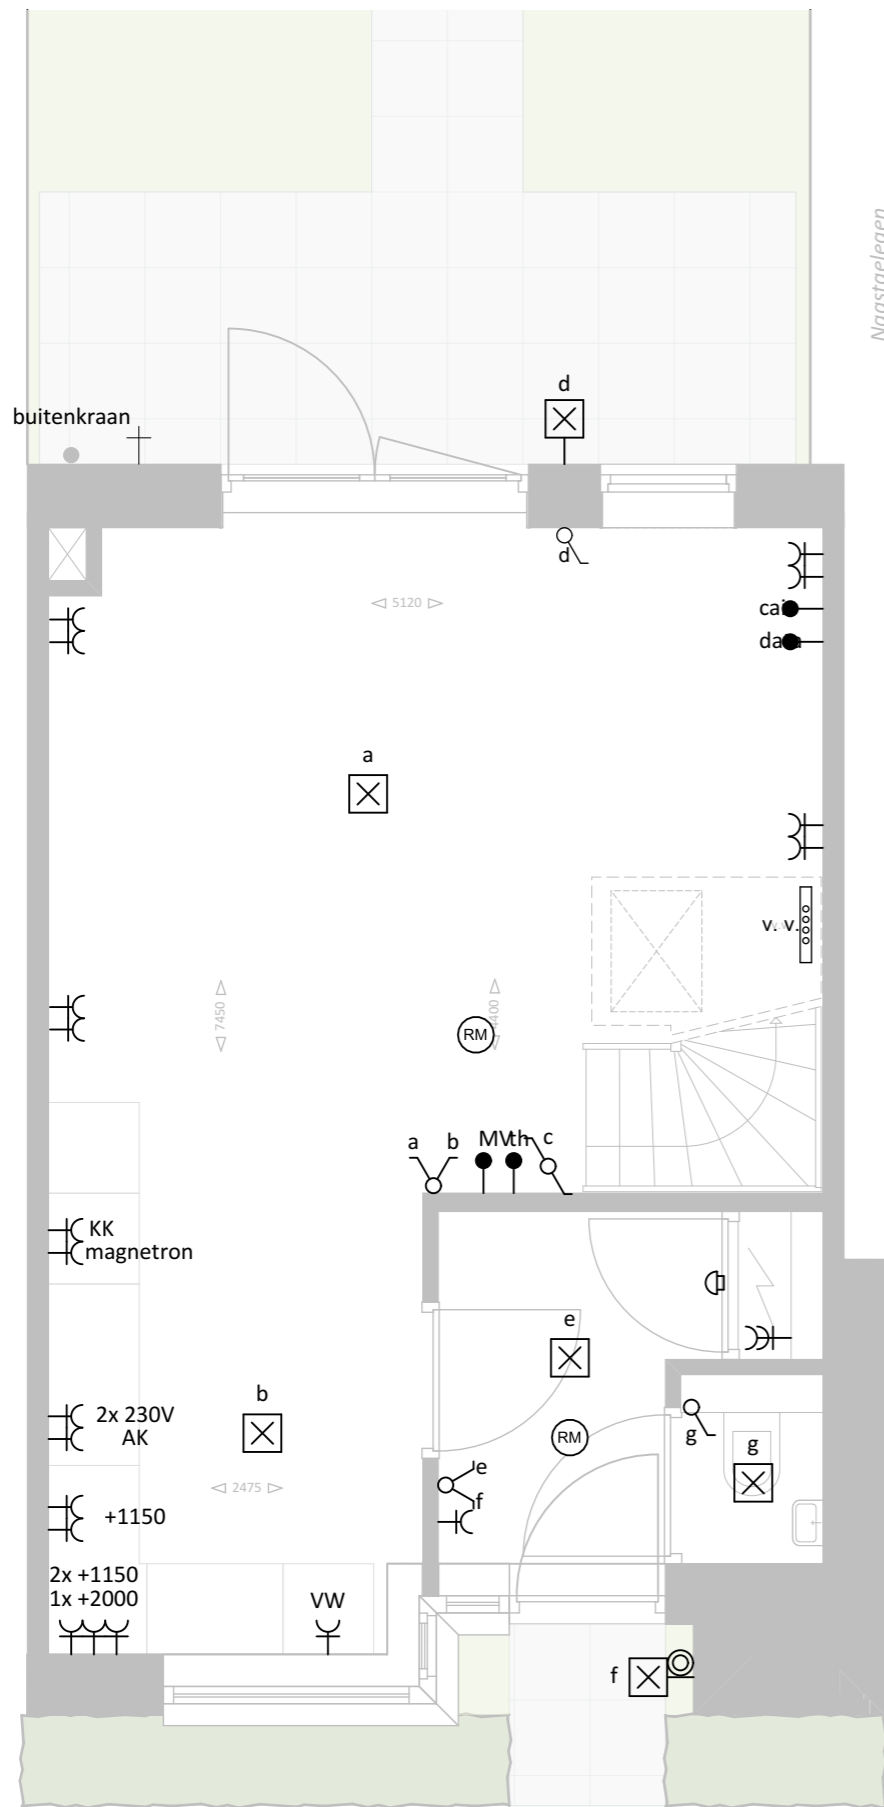 Naastgelegen
d
buitenkraan
d
5120
cai
data
a
v. v.
7450
4400
RM
a b MV th c
KK
magnetron
e
b
2x 230V
AK
RM
g
g
2475
e
f
+1150
2x +1150
1x +2000
VW
f